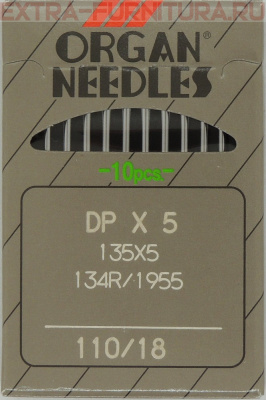 EXTRA-FURNITURA.RU
ORGAN®
NEEDLES
-10pcs.-
DP X 5
135X5
134R/1955
110/18